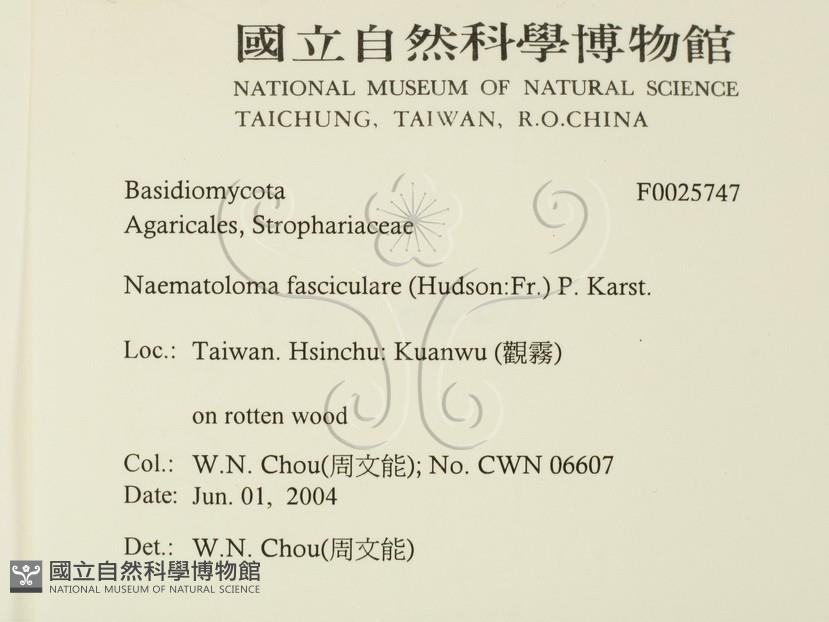 國立自然科學博物館
NATIONAL MUSEUM OF NATURAL SCIENCE
TAICHUNG, TAIWAN, R.O.CHINA
Basidiomycota F0025747
Agaricales, Strophariaceae
Naematoloma fasciculare (Hudson:Fr.) P. Karst.
Loc.: Taiwan. Hsinchu: Kuanwu (觀霧)
on rotten wood
Col.: W.N. Chou(周文能); No. CWN 06607
Date: Jun. 01, 2004
Det.: W.N. Chou(周文能)
國立自然科學博物館
NATIONAL MUSEUM OF NATURAL SCIENCE